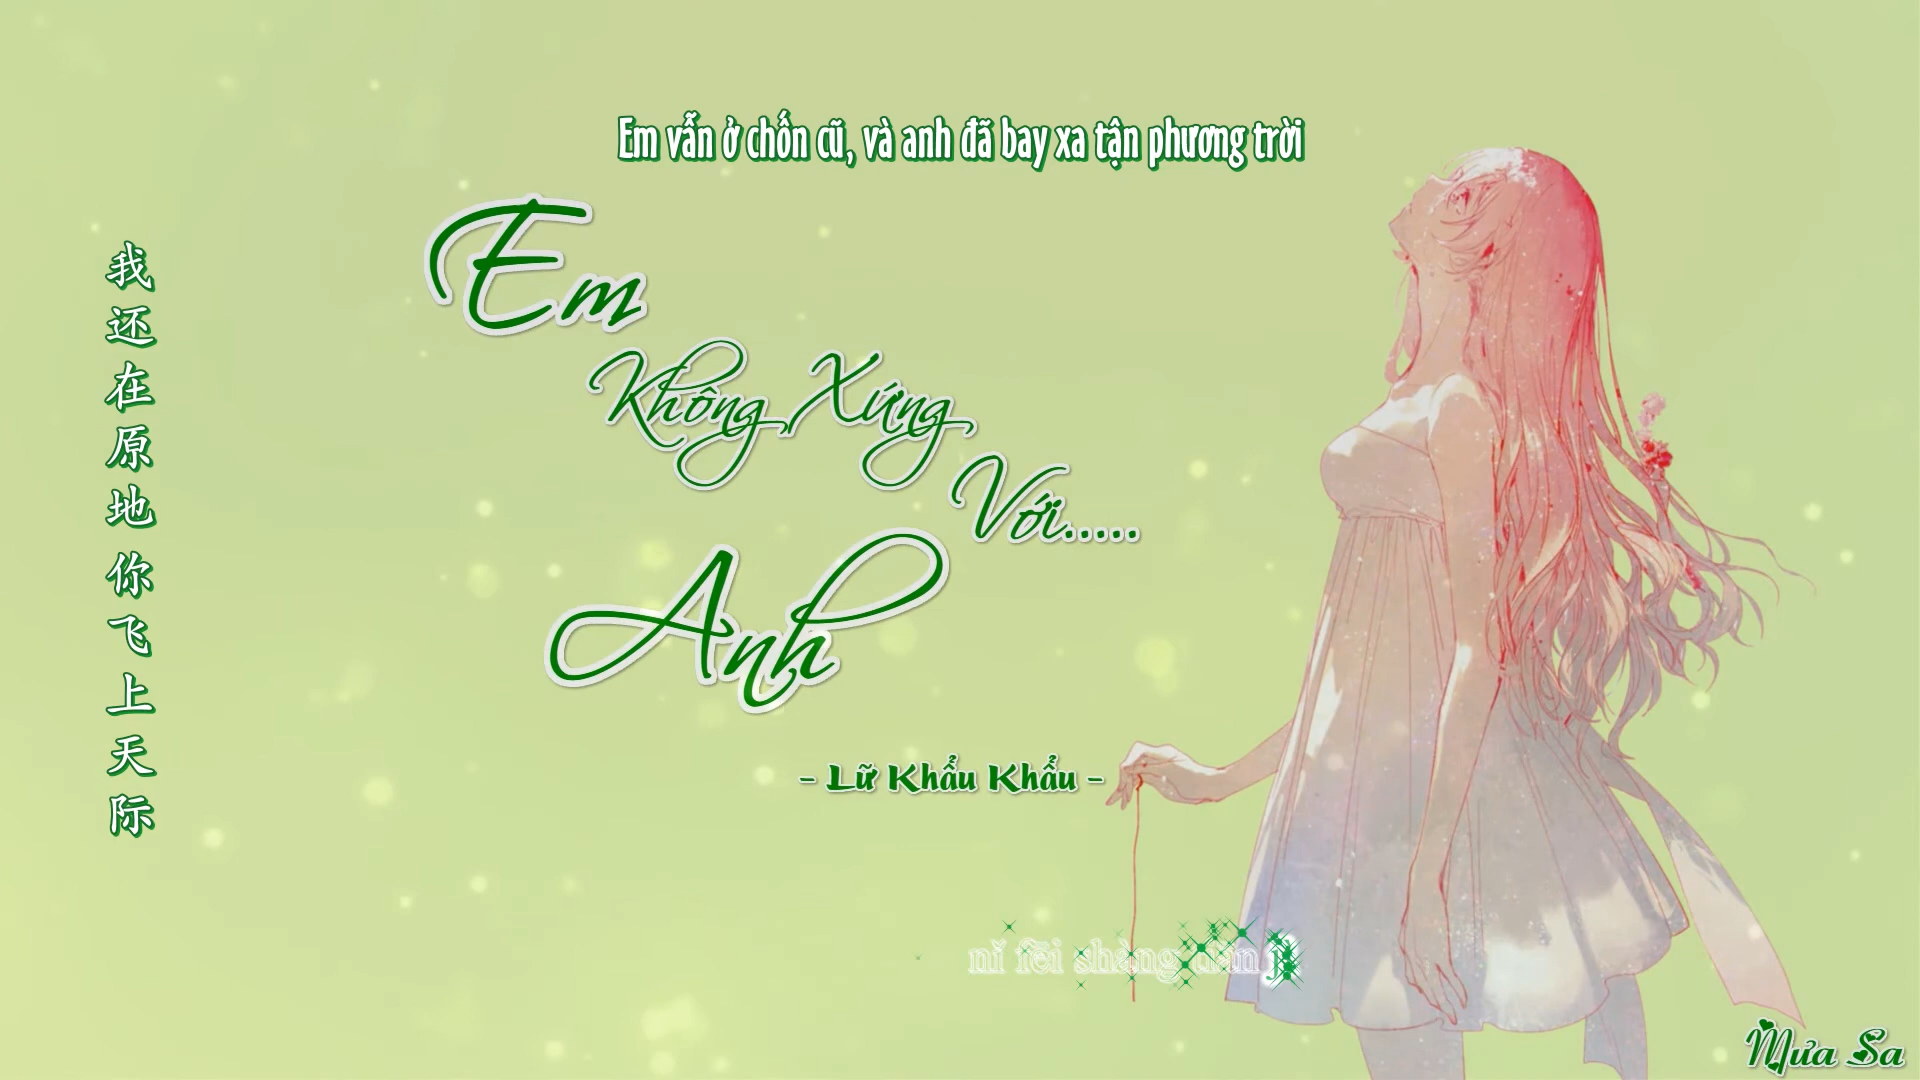 Em vẫn ở chốn cũ, và anh đã bay xa tận phương trời
我还在原地你飞上天际
Em
Không Xứng
Với.....
Anh
- Lữ Khẩu Khẩu -
nǐ fēi shàng
Mưa Sa